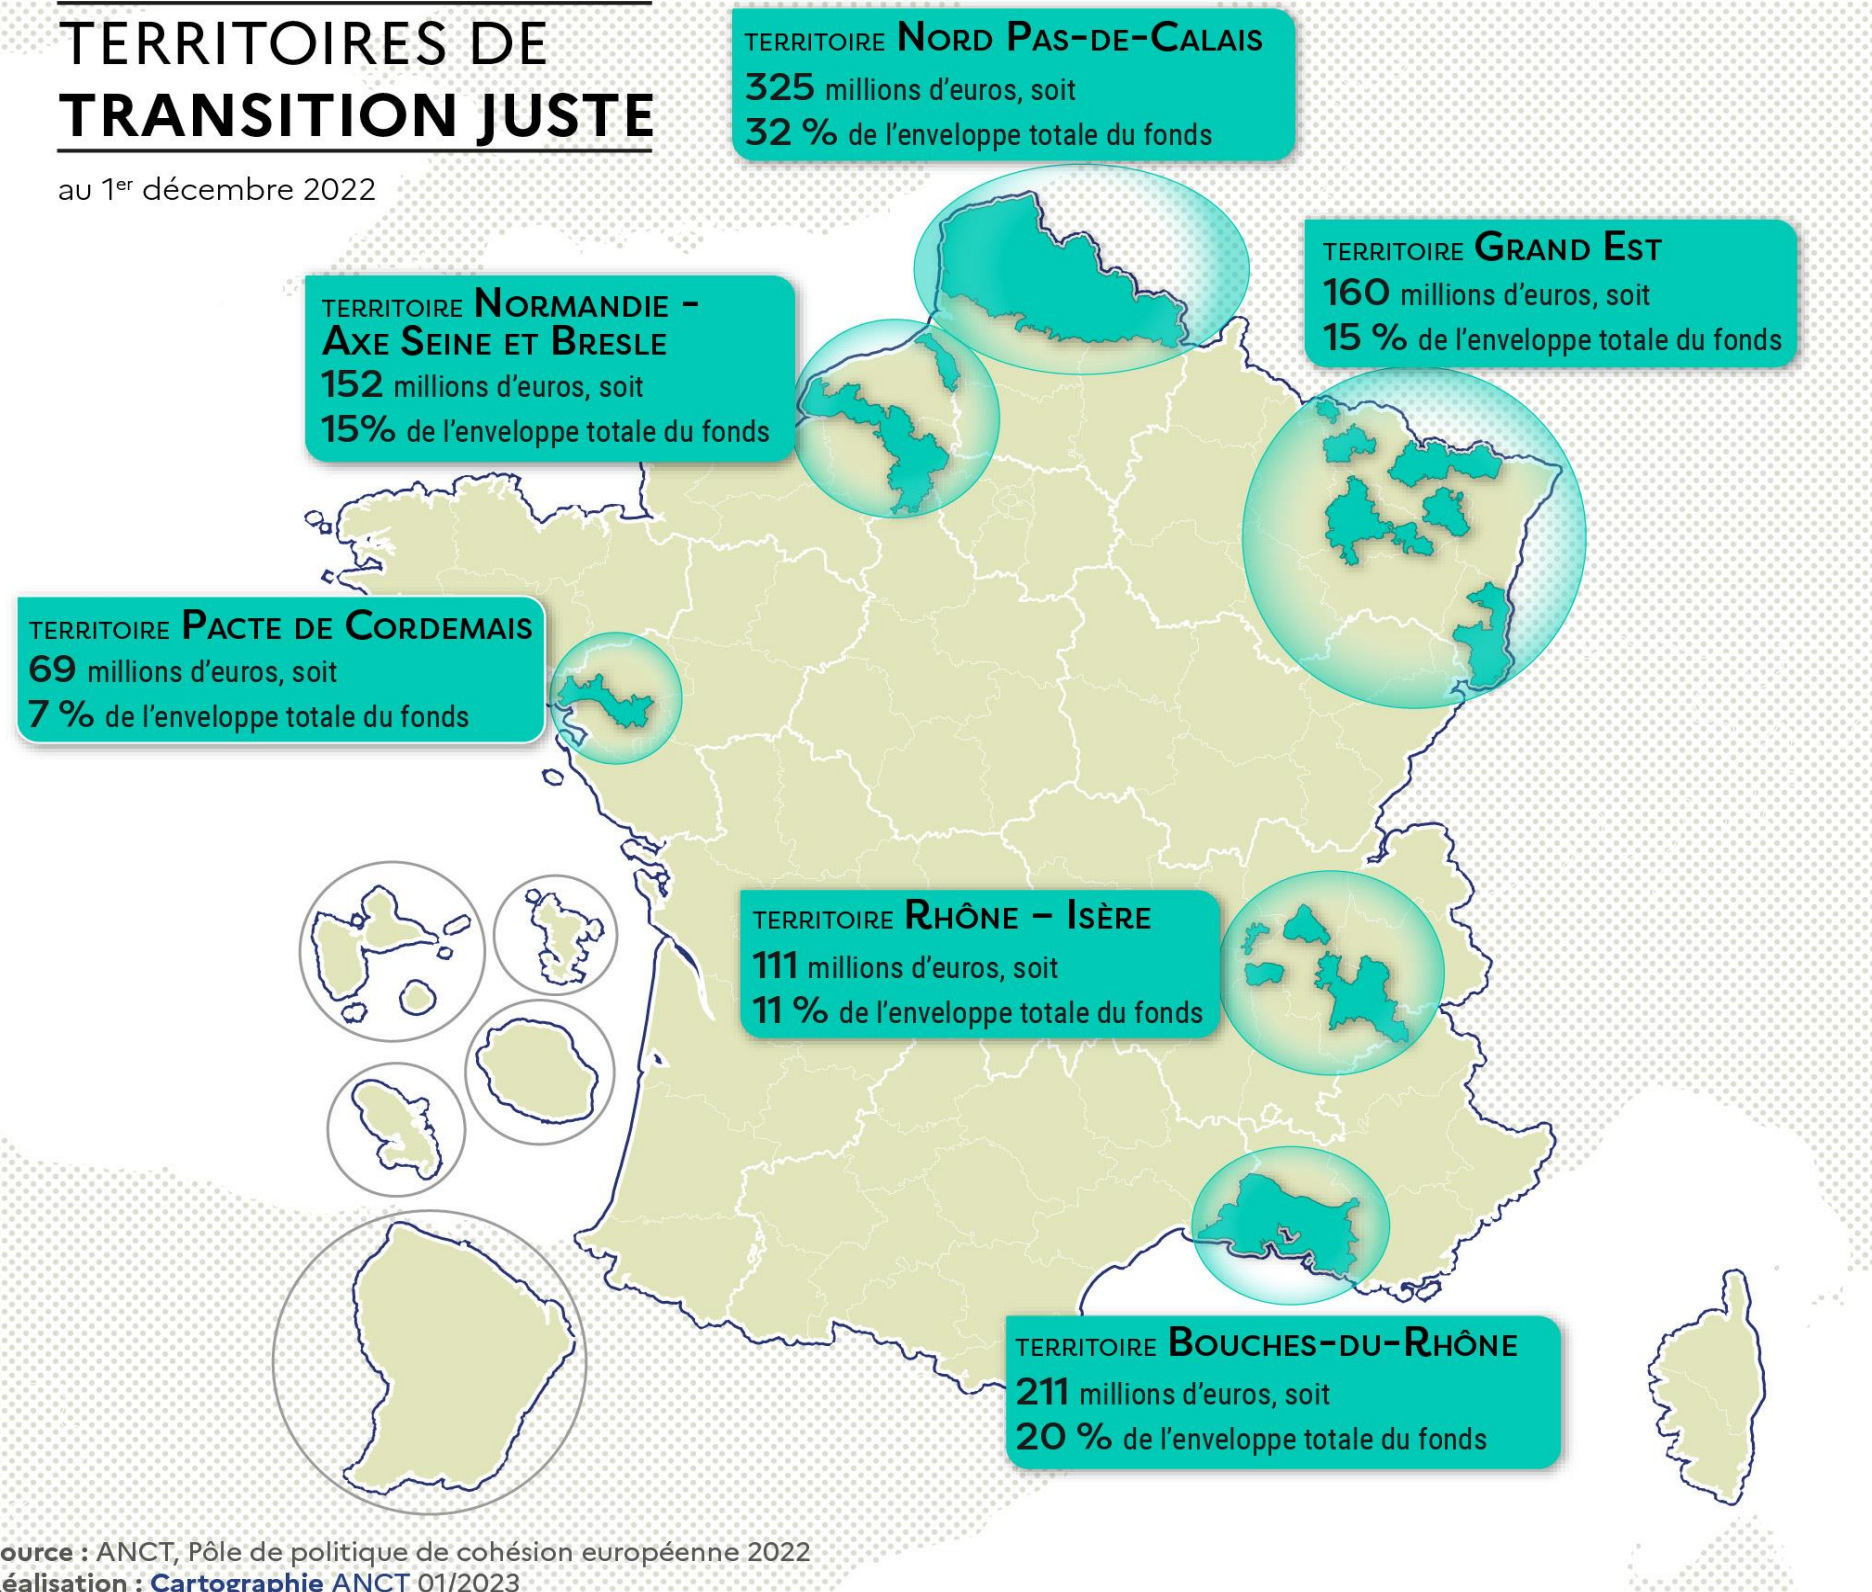 TERRITOIRES DE
TRANSITION JUSTE
au 1er décembre 2022
TERRITOIRE NORD PAS-DE-CALAIS
325 millions d'euros, soit
32 % de l'enveloppe totale du fonds
TERRITOIRE GRAND EST
160 millions d'euros, soit
15 % de l'enveloppe totale du fonds
TERRITOIRE NORMANDIE -
AXE SEINE ET BRESLE
152 millions d'euros, soit
15% de l'enveloppe totale du fonds
TERRITOIRE PACTE DE CORDEMAIS
69 millions d'euros, soit
7 % de l'enveloppe totale du fonds
TERRITOIRE RHÔNE – ISÈRE
111 millions d'euros, soit
11 % de l'enveloppe totale du fonds
TERRITOIRE BOUCHES-DU-RHÔNE
211 millions d'euros, soit
20 % de l'enveloppe totale du fonds
ource : ANCT, Pôle de politique de cohésion européenne 2022
éalisation : Cartographie ANCT 01/2023